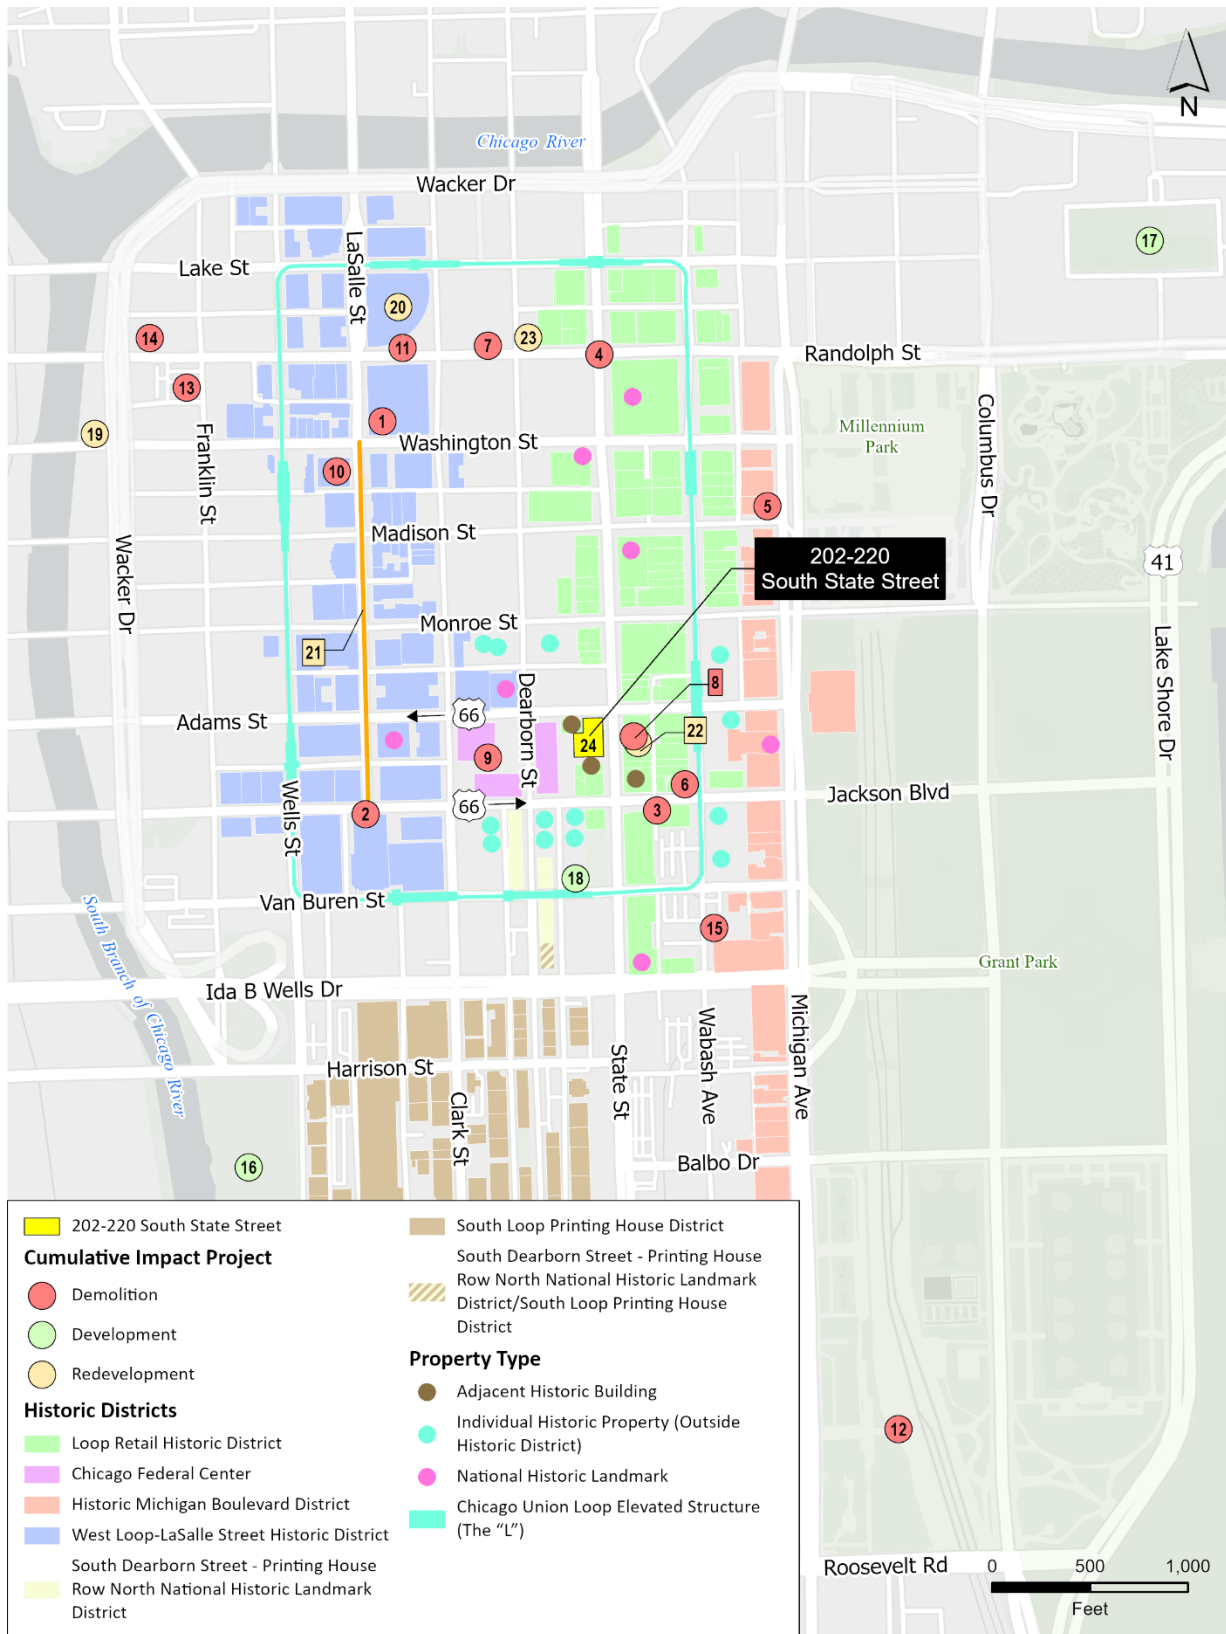 N
Chicago River
Wacker Dr
17
LaSalle St
Lake St
20
14
11
7
23
4
Randolph St
13
1
19
Franklin St
Washington St
Millennium
Park
Columbus Dr
10
5
Madison St
202-220
South State Street
41
Wacker Dr
Monroe St
21
Lake Shore Dr
Dearborn St
8
Adams St
66
22
24
9
Wells St
66
6
Jackson Blvd
2
3
18
Van Buren St
15
South Branch of Chicago River
Grant Park
Ida B Wells Dr
Michigan Ave
Wabash Ave
State St
Harrison St
Clark St
16
Balbo Dr
202-220 South State Street
Cumulative Impact Project
Demolition
Development
Redevelopment
Historic Districts
Loop Retail Historic District
Chicago Federal Center
Historic Michigan Boulevard District
West Loop-LaSalle Street Historic District
South Dearborn Street - Printing House
Row North National Historic Landmark
District
South Loop Printing House District
South Dearborn Street - Printing House
Row North National Historic Landmark
District/South Loop Printing House
District
Property Type
Adjacent Historic Building
Individual Historic Property (Outside
Historic District)
National Historic Landmark
Chicago Union Loop Elevated Structure
(The “L”)
12
Roosevelt Rd
0 500 1,000
Feet